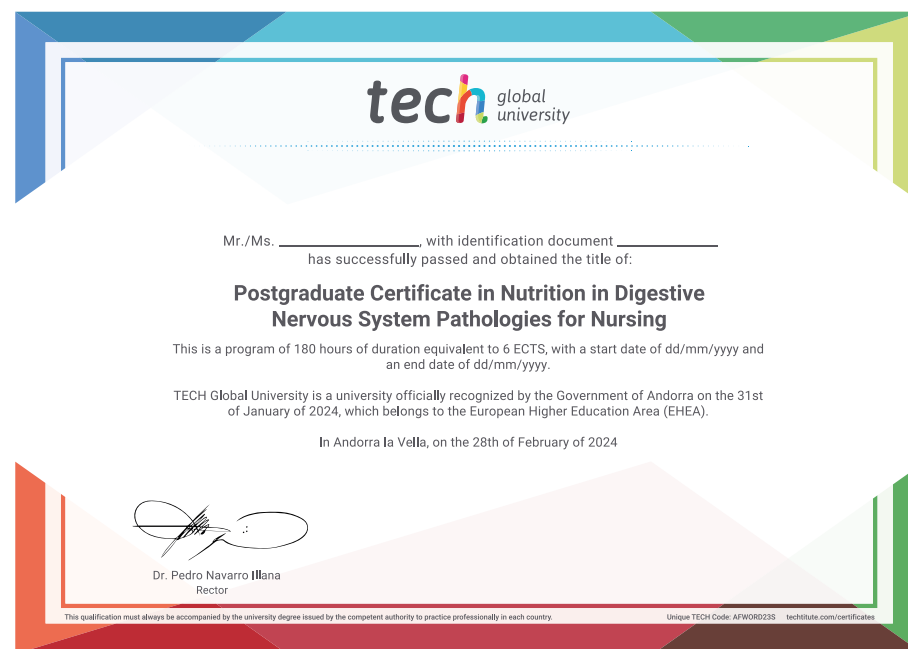 tech global university
Mr./Ms. ____________, with identification document ____________
has successfully passed and obtained the title of:
Postgraduate Certificate in Nutrition in Digestive
Nervous System Pathologies for Nursing
This is a program of 180 hours of duration equivalent to 6 ECTS, with a start date of dd/mm/yyyy and
an end date of dd/mm/yyyy.
TECH Global University is a university officially recognized by the Government of Andorra on the 31st
of January of 2024, which belongs to the European Higher Education Area (EHEA).
In Andorra la Vella, on the 28th of February of 2024
Dr. Pedro Navarro Illana
Rector
This qualification must always be accompanied by the university degree issued by the competent authority to practice professionally in each country.
Unique TECH Code: AFWORD23S techtitute.com/certificates